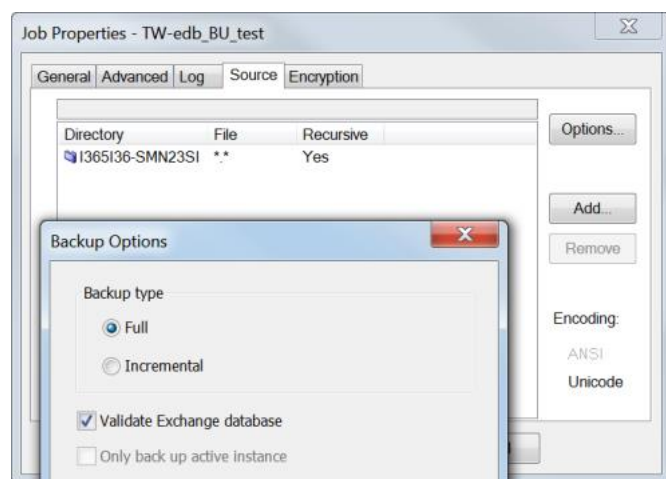 Job Properties - TW-edb_BU_test
General Advanced Log Source Encryption
Directory File Recursive
I365I36-SMN23SI *.* Yes
Options...
Add...
Remove
Encoding:
ANSI
Unicode
Backup Options
Backup type
Full
Incremental
Validate Exchange database
Only back up active instance